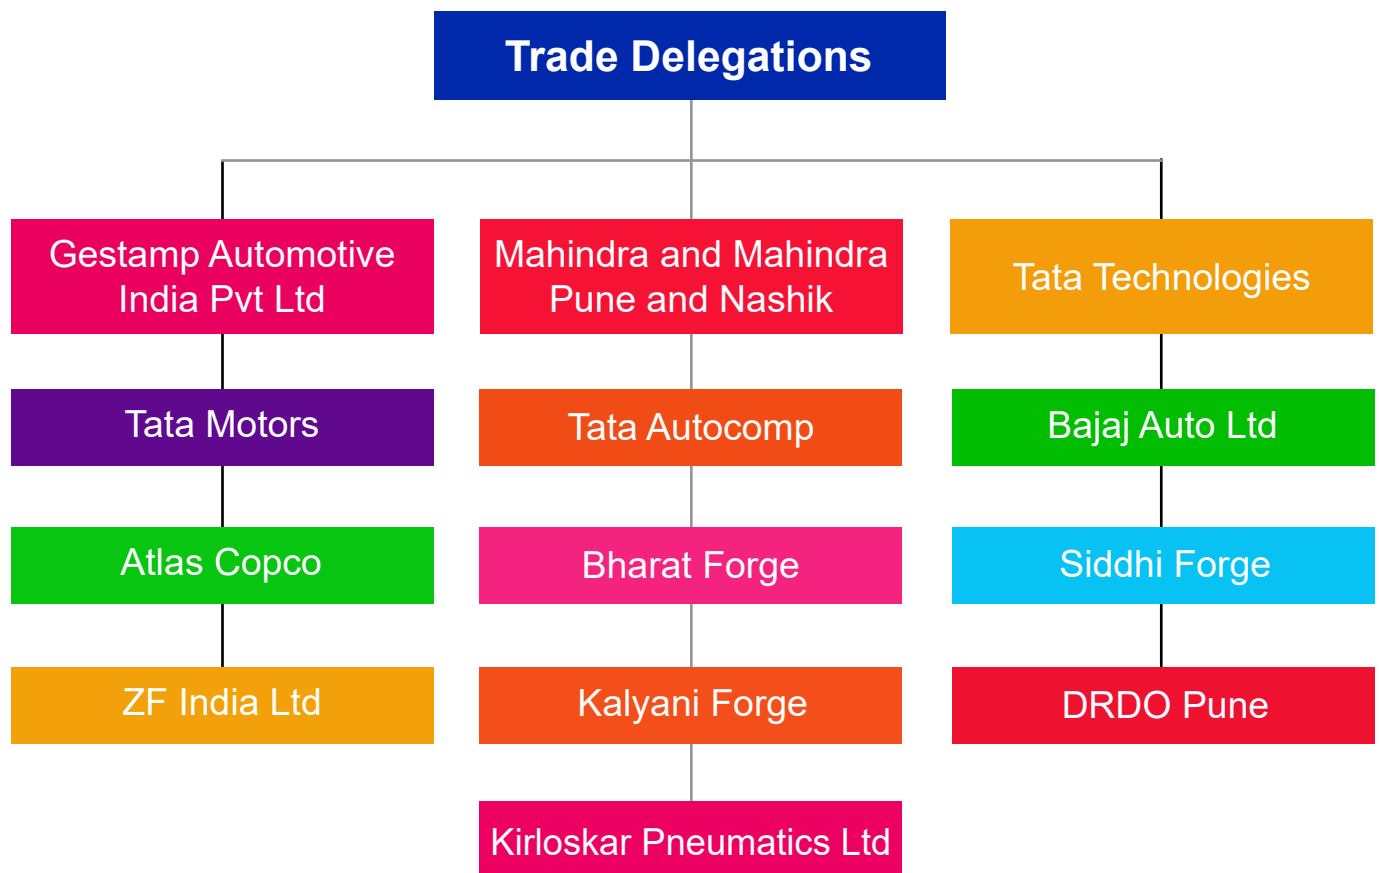 Trade Delegations
Gestamp Automotive
India Pvt Ltd
Mahindra and Mahindra
Pune and Nashik
Tata Technologies
Tata Motors
Tata Autocomp
Bajaj Auto Ltd
Atlas Copco
Bharat Forge
Siddhi Forge
ZF India Ltd
Kalyani Forge
DRDO Pune
Kirloskar Pneumatics Ltd